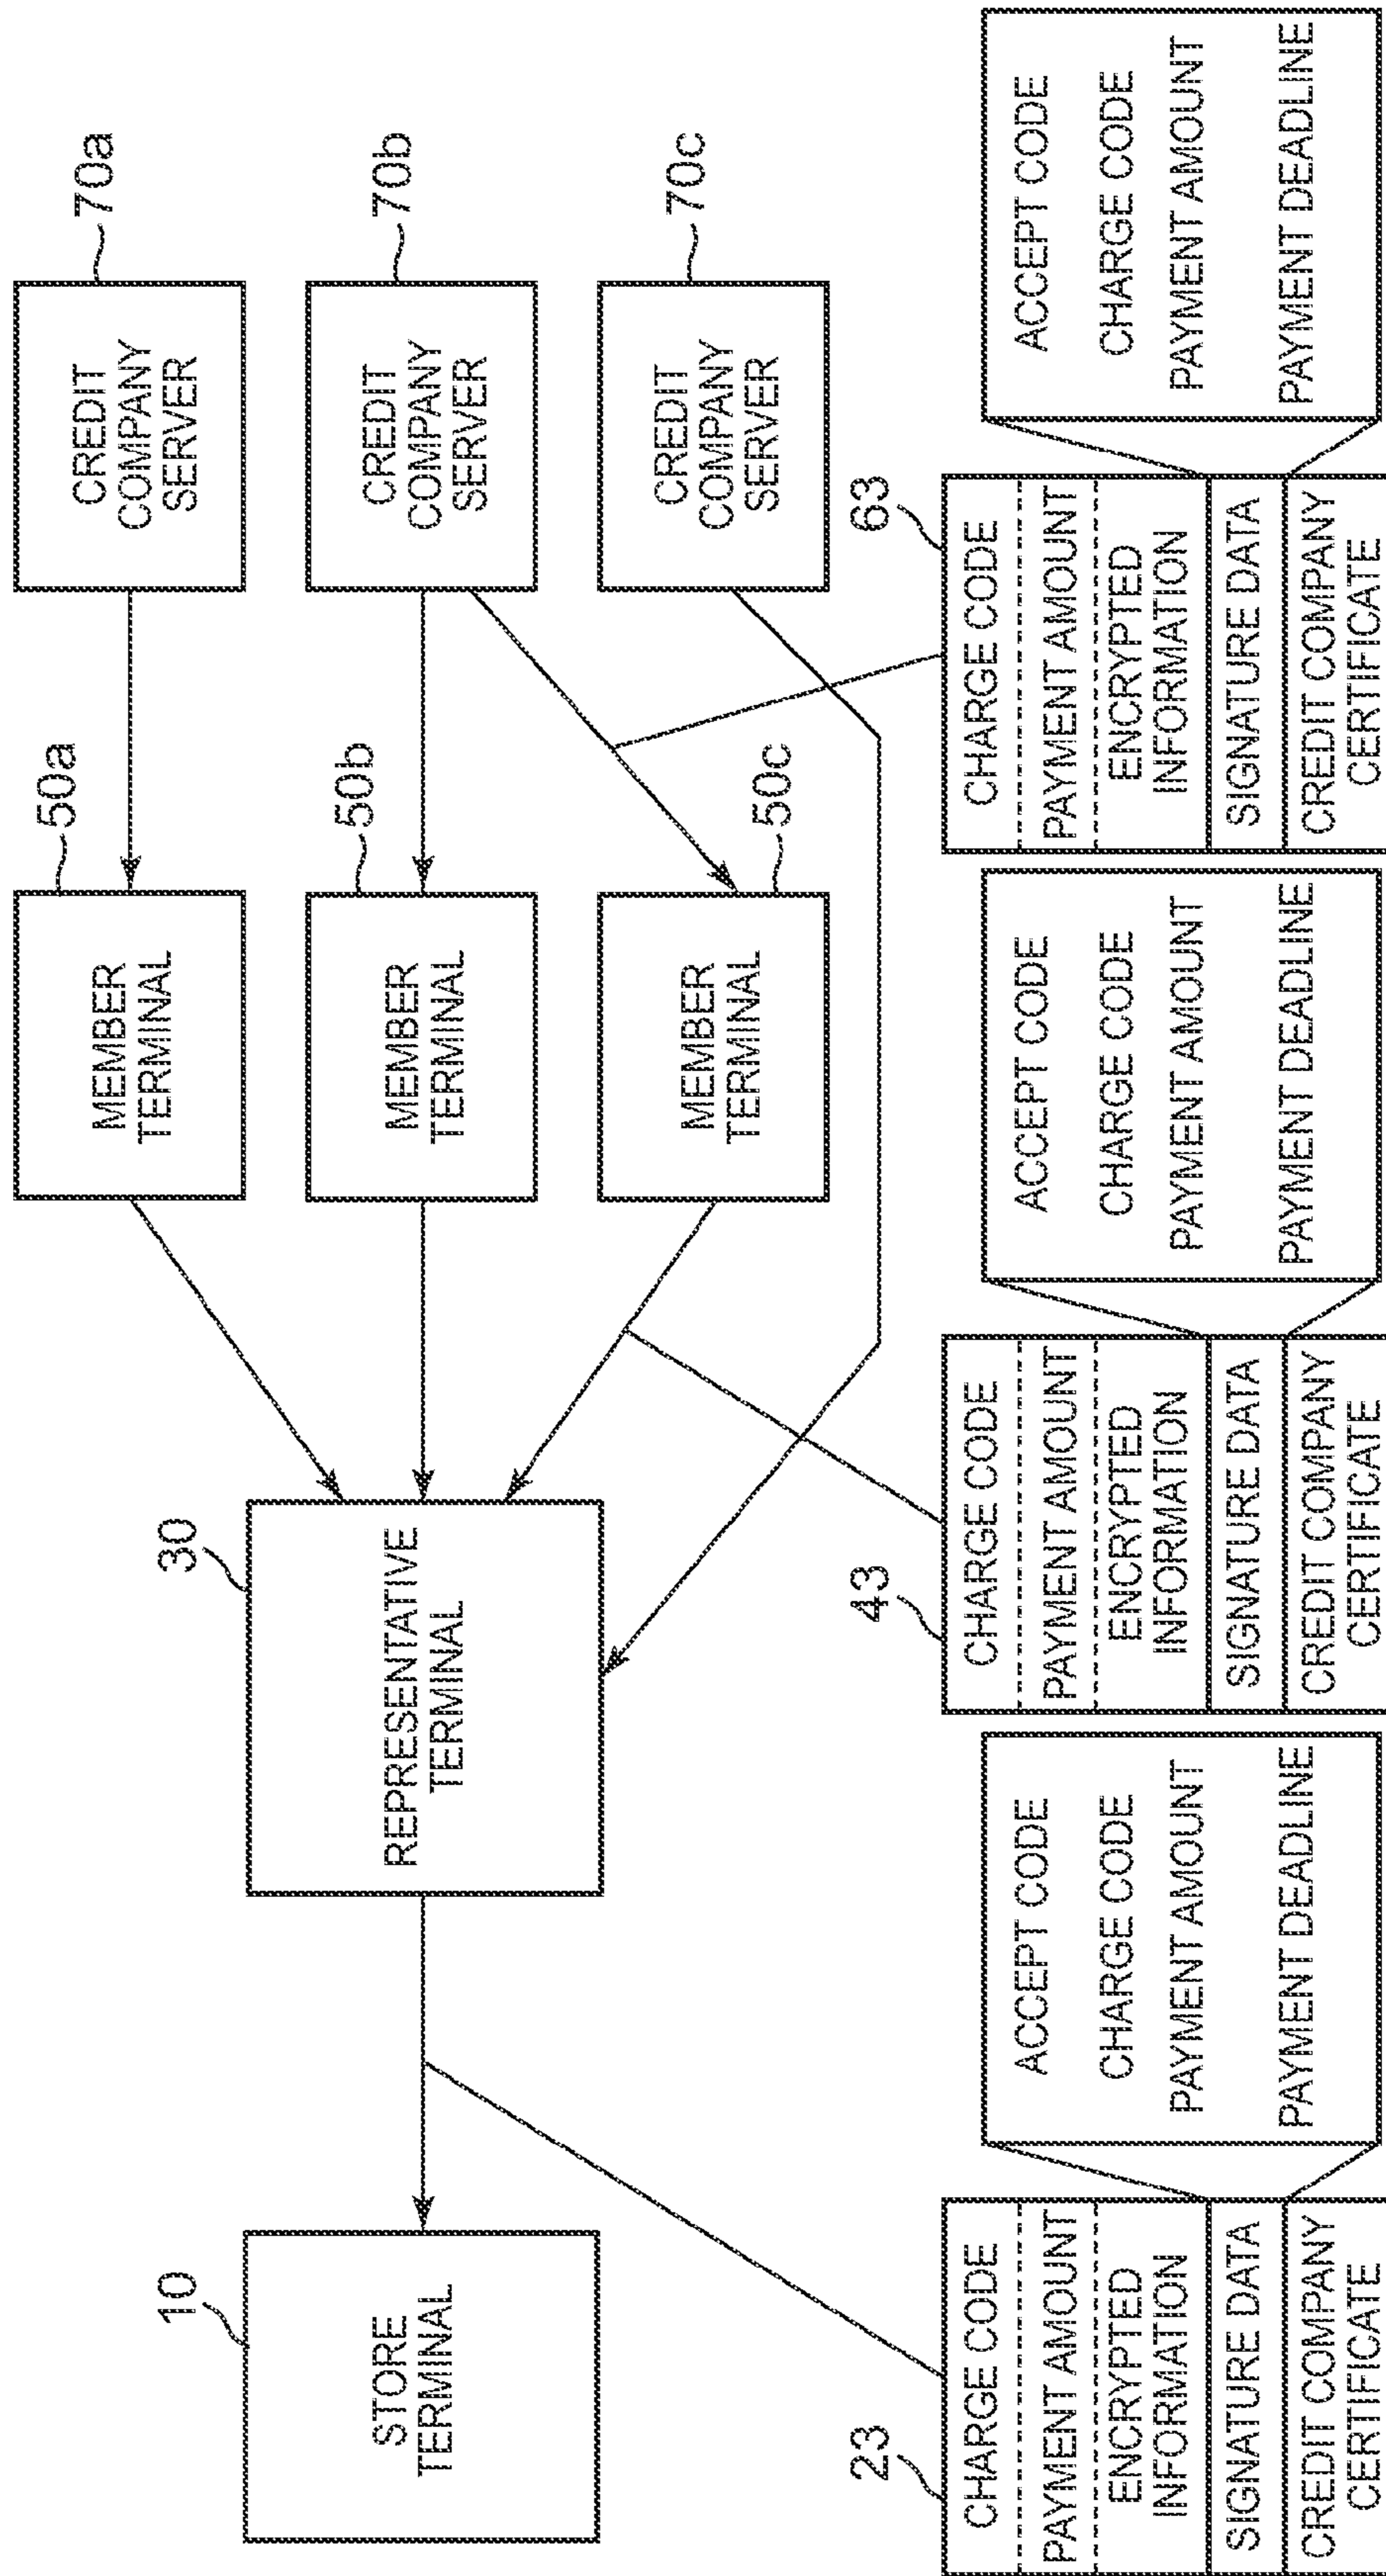 10
STORE
TERMINAL
30
REPRESENTATIVE
TERMINAL
50a
MEMBER
TERMINAL
50b
MEMBER
TERMINAL
50c
MEMBER
TERMINAL
70a
CREDIT
COMPANY
SERVER
70b
CREDIT
COMPANY
SERVER
70c
CREDIT
COMPANY
SERVER
23
CHARGE CODE
PAYMENT AMOUNT
ENCRYPTED
INFORMATION
SIGNATURE DATA
CREDIT COMPANY
CERTIFICATE
ACCEPT CODE
CHARGE CODE
PAYMENT AMOUNT
PAYMENT DEADLINE
43
CHARGE CODE
PAYMENT AMOUNT
ENCRYPTED
INFORMATION
SIGNATURE DATA
CREDIT COMPANY
CERTIFICATE
ACCEPT CODE
CHARGE CODE
PAYMENT AMOUNT
PAYMENT DEADLINE
63
CHARGE CODE
PAYMENT AMOUNT
ENCRYPTED
INFORMATION
SIGNATURE DATA
CREDIT COMPANY
CERTIFICATE
ACCEPT CODE
CHARGE CODE
PAYMENT AMOUNT
PAYMENT DEADLINE